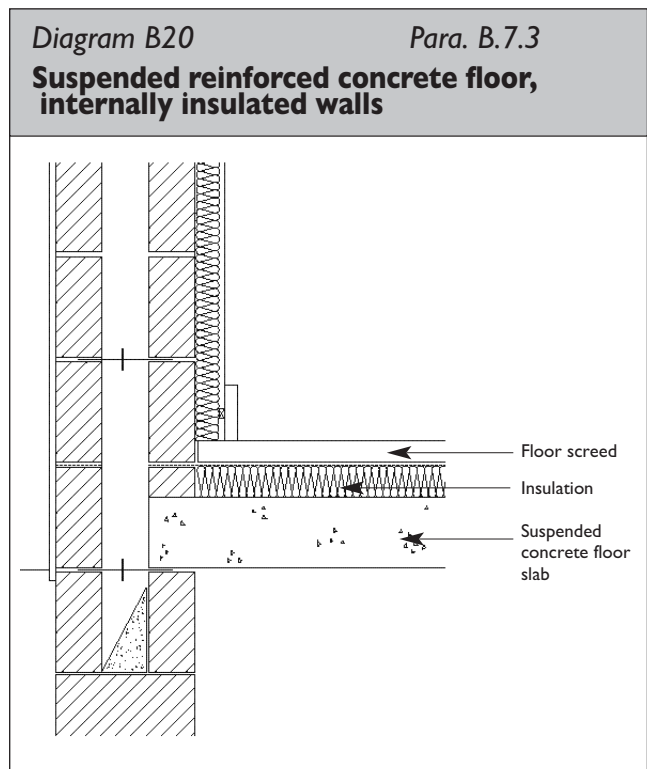 Diagram B20 Para. B.7.3
Suspended reinforced concrete floor,
internally insulated walls
Floor screed
Insulation
Suspended
concrete floor
slab